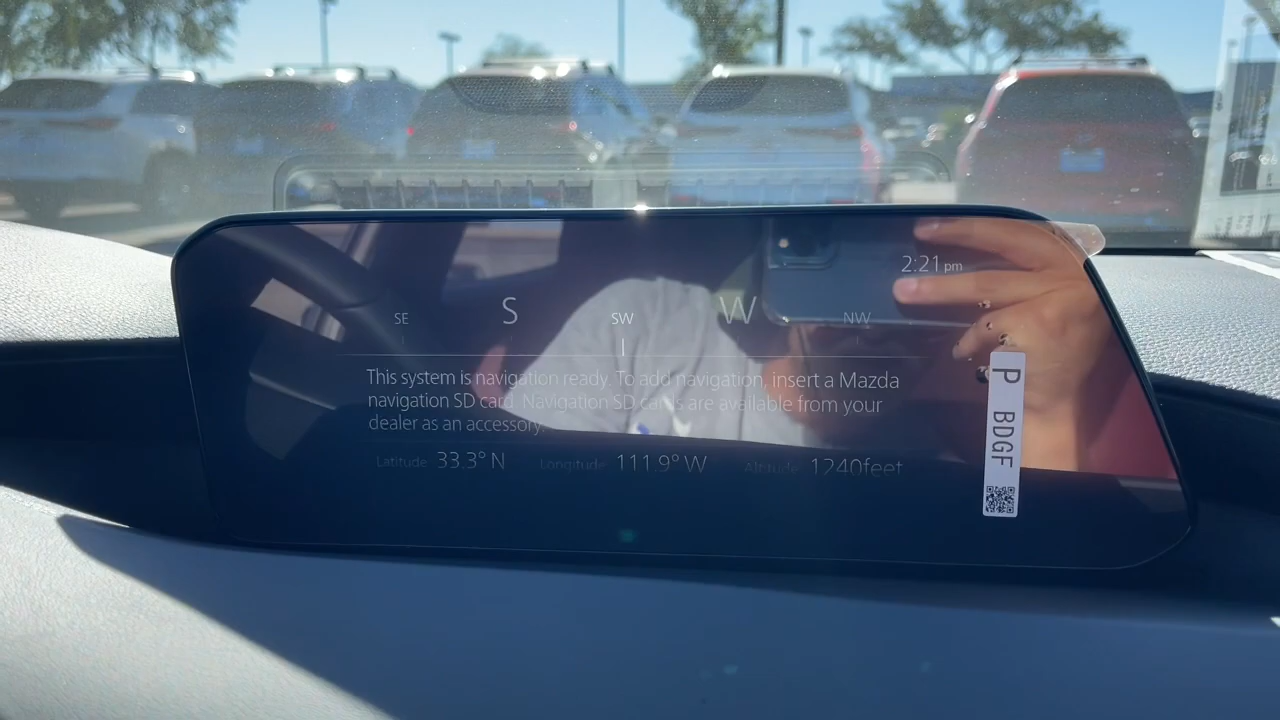 2:21 pm
SE S SW W NW
This system is navigation ready. To add navigation, insert a Mazda
navigation SD card. Navigation SD cards are available from your
dealer as an accessory.
Latitude 33.3° N Longitude 111.9° W Altitude 1240feet
P BDGF